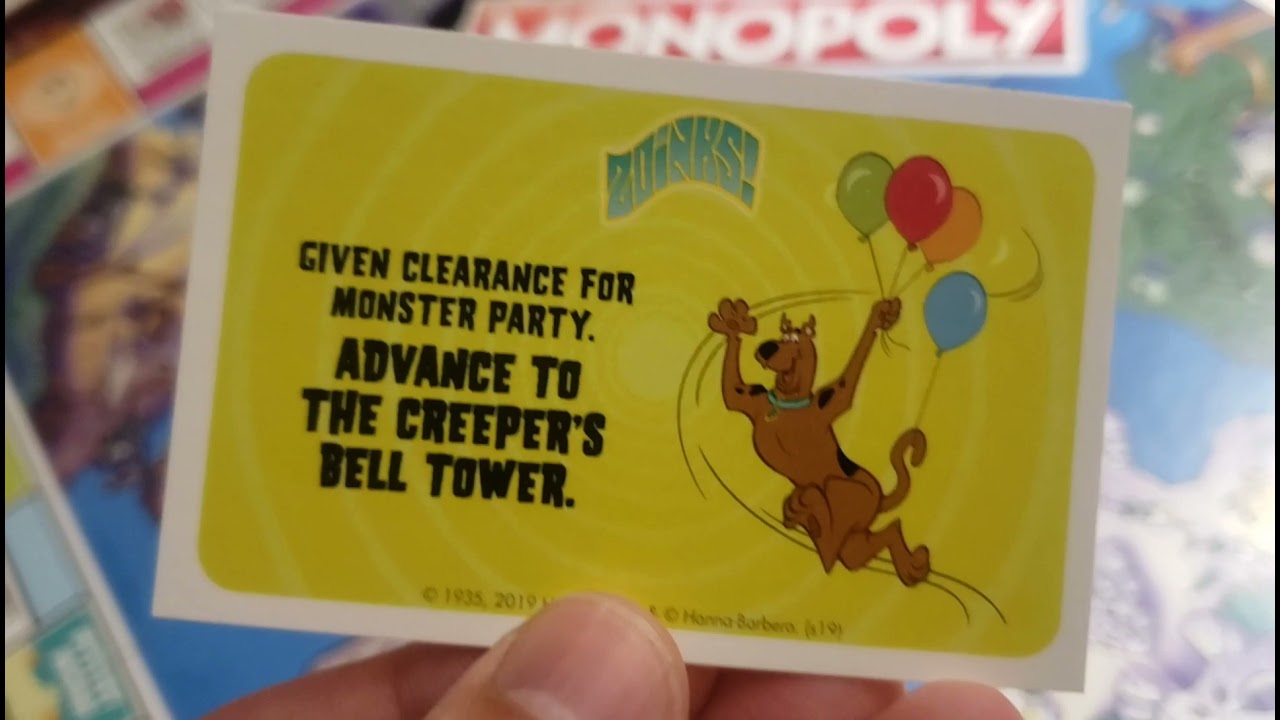 MONOPOLY
ZOINKS!
GIVEN CLEARANCE FOR
MONSTER PARTY.
ADVANCE TO
THE CREEPER'S
BELL TOWER.
© 1935, 2019 & © Hanna-Barbera. (s19)